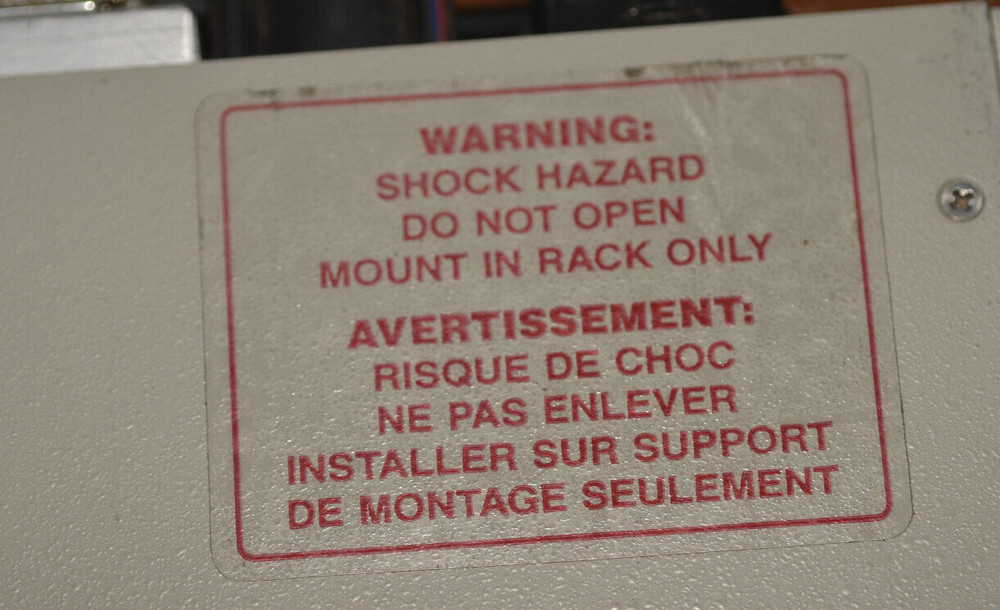 WARNING:
SHOCK HAZARD
DO NOT OPEN
MOUNT IN RACK ONLY
AVERTISSEMENT:
RISQUE DE CHOC
NE PAS ENLEVER
INSTALLER SUR SUPPORT
DE MONTAGE SEULEMENT